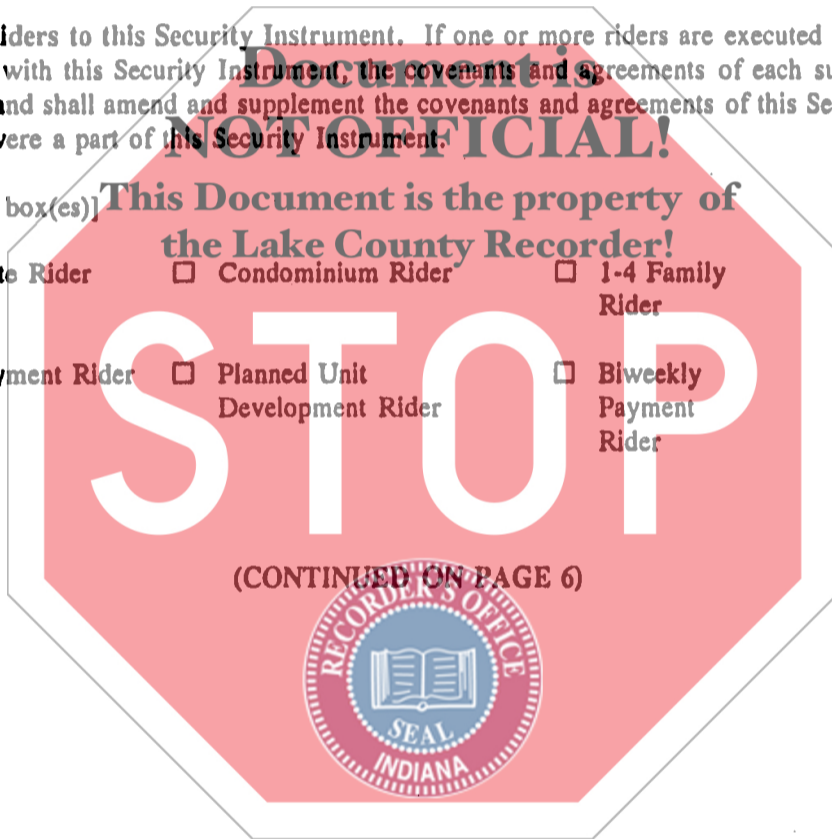 iders to this Security Instrument. If one or more riders are executed
with this Security Instrument, the covenants and agreements of each su
and shall amend and supplement the covenants and agreements of this Se
vere a part of this Security Instrument.
Document is
NOT OFFICIAL!
This Document is the property of
the Lake County Recorder!
box(es)]
te Rider ☐ Condominium Rider ☐ 1-4 Family
Rider
yment Rider ☐ Planned Unit ☐ Biweekly
Development Rider Payment
Rider
STOP
(CONTINUED ON PAGE 6)
RECORDER'S OFFICE
SEAL
INDIANA